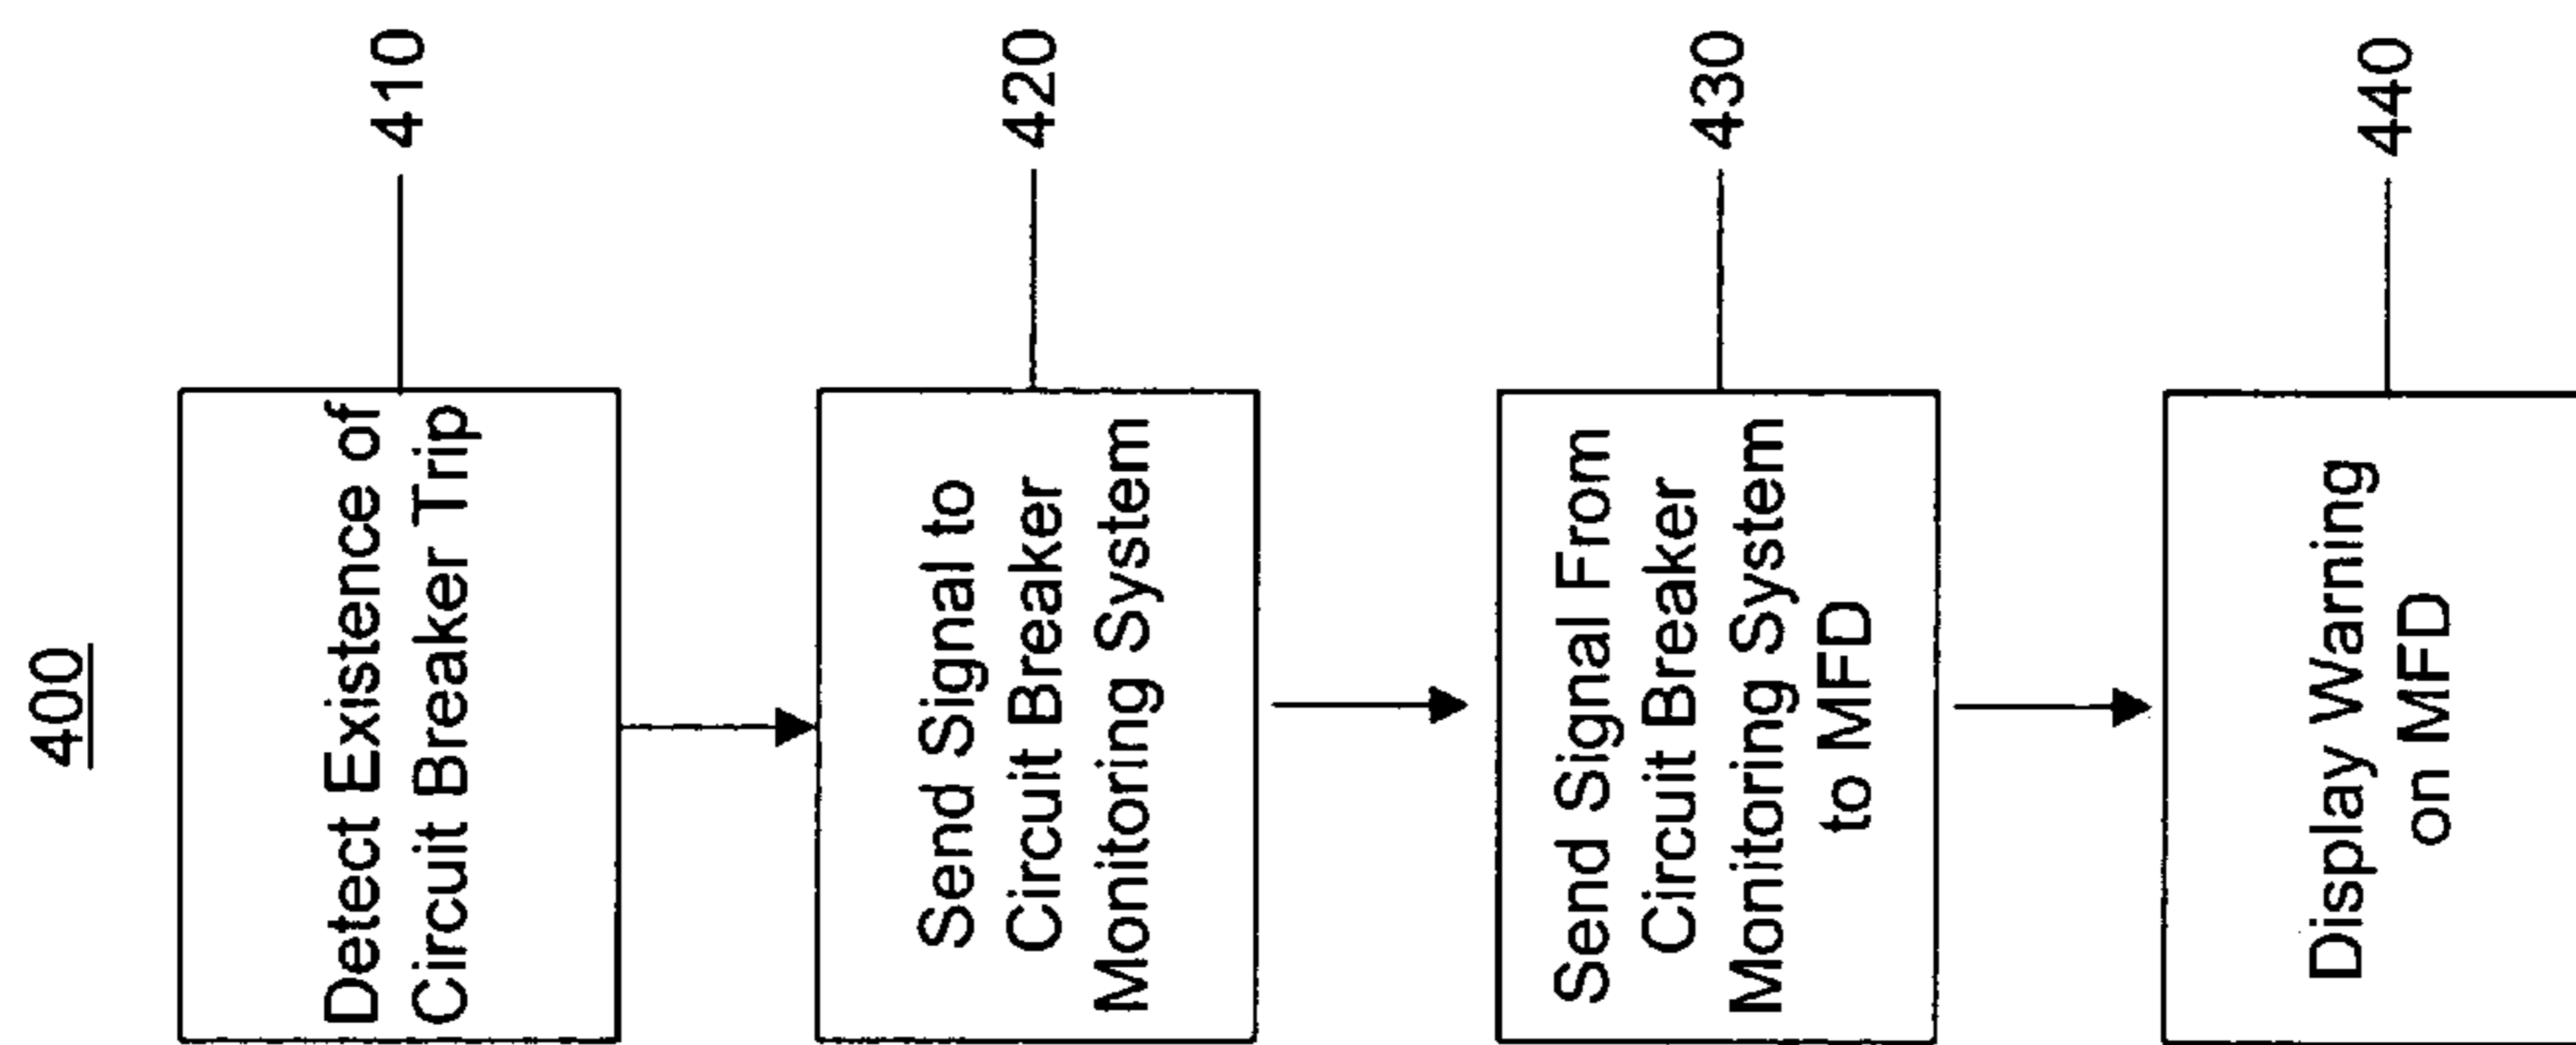 400
Detect Existence of
Circuit Breaker Trip
410
Send Signal to
Circuit Breaker
Monitoring System
420
Send Signal From
Circuit Breaker
Monitoring System
to MFD
430
Display Warning
on MFD
440